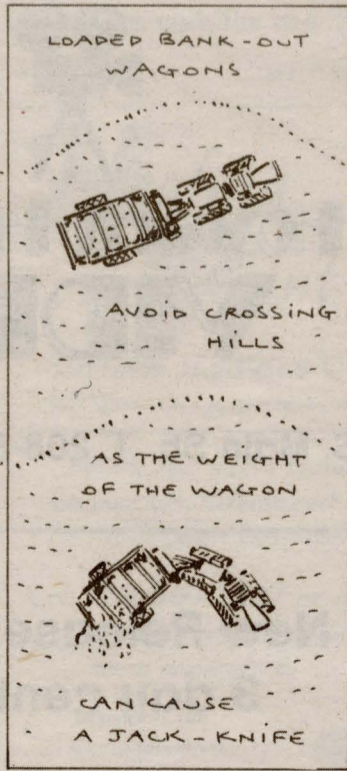 LOADED BANK-OUT
WAGONS
AVOID CROSSING
HILLS
AS THE WEIGHT
OF THE WAGON
CAN CAUSE
A JACK-KNIFE